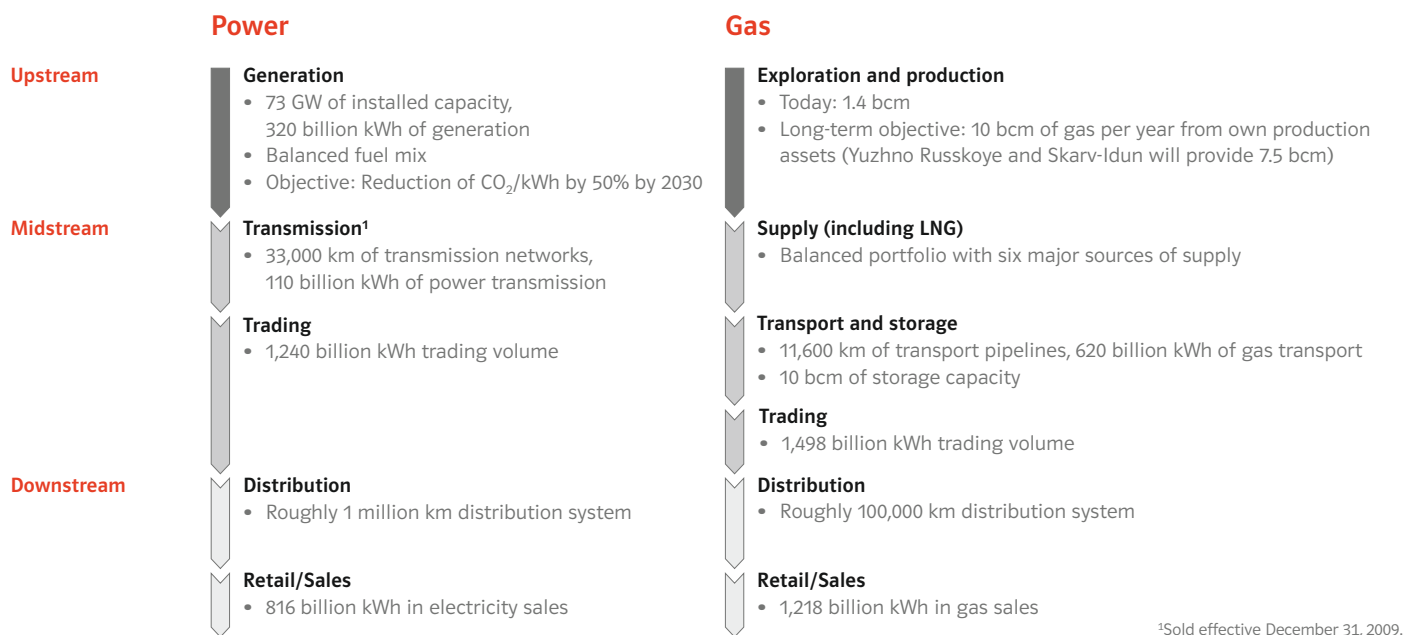 Power
Gas
Upstream
Generation
• 73 GW of installed capacity,
320 billion kWh of generation
• Balanced fuel mix
• Objective: Reduction of CO₂/kWh by 50% by 2030
Exploration and production
• Today: 1.4 bcm
• Long-term objective: 10 bcm of gas per year from own production
assets (Yuzhno Russkoye and Skarv-Idun will provide 7.5 bcm)
Midstream
Transmission¹
• 33,000 km of transmission networks,
110 billion kWh of power transmission
Trading
• 1,240 billion kWh trading volume
Supply (including LNG)
• Balanced portfolio with six major sources of supply
Transport and storage
• 11,600 km of transport pipelines, 620 billion kWh of gas transport
• 10 bcm of storage capacity
Trading
• 1,498 billion kWh trading volume
Downstream
Distribution
• Roughly 1 million km distribution system
Retail/Sales
• 816 billion kWh in electricity sales
Distribution
• Roughly 100,000 km distribution system
Retail/Sales
• 1,218 billion kWh in gas sales
¹Sold effective December 31, 2009.